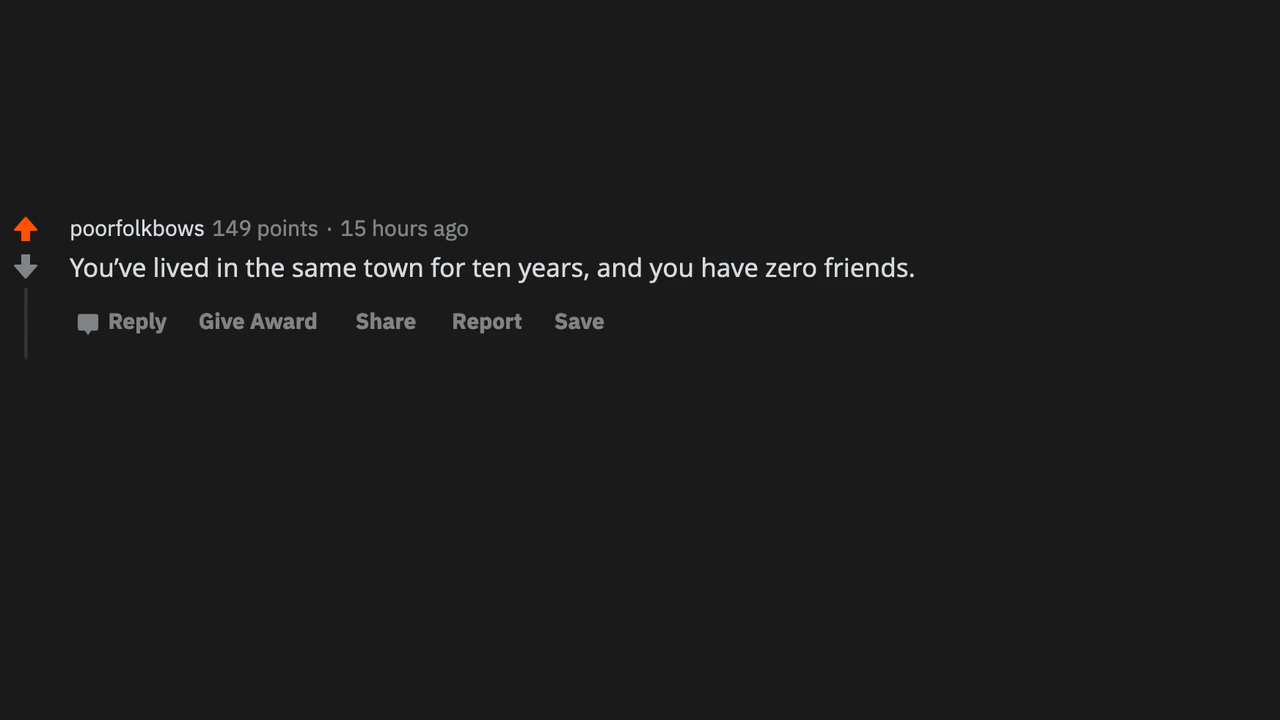 poorfolkbows 149 points · 15 hours ago
You’ve lived in the same town for ten years, and you have zero friends.
Reply Give Award Share Report Save